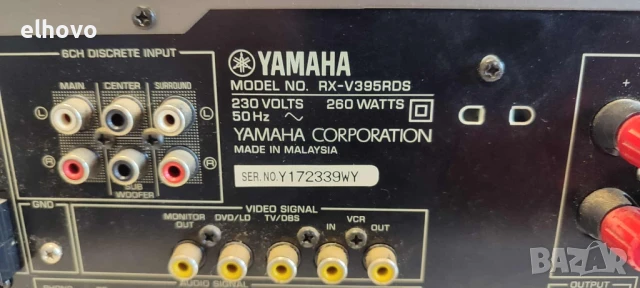 elhovo
6CH DISCRETE INPUT
MAIN CENTER SURROUND
L L
R R
SUB WOOFER
GND
YAMAHA
MODEL NO. RX-V395RDS
230 VOLTS 260 WATTS
50Hz ~
YAMAHA CORPORATION
MADE IN MALAYSIA
SER.NO.Y172339WY
VIDEO SIGNAL
MONITOR OUT DVD/LD TV/DBS IN VCR OUT
AUDIO SIGNAL
OUTPUT
bazar